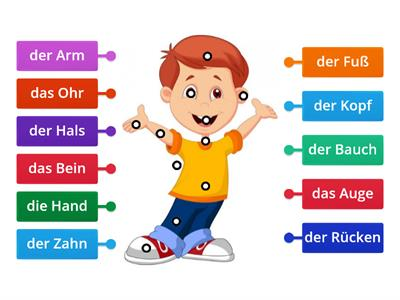 der Arm
das Ohr
der Hals
das Bein
die Hand
der Zahn
der Fuß
der Kopf
der Bauch
das Auge
der Rücken